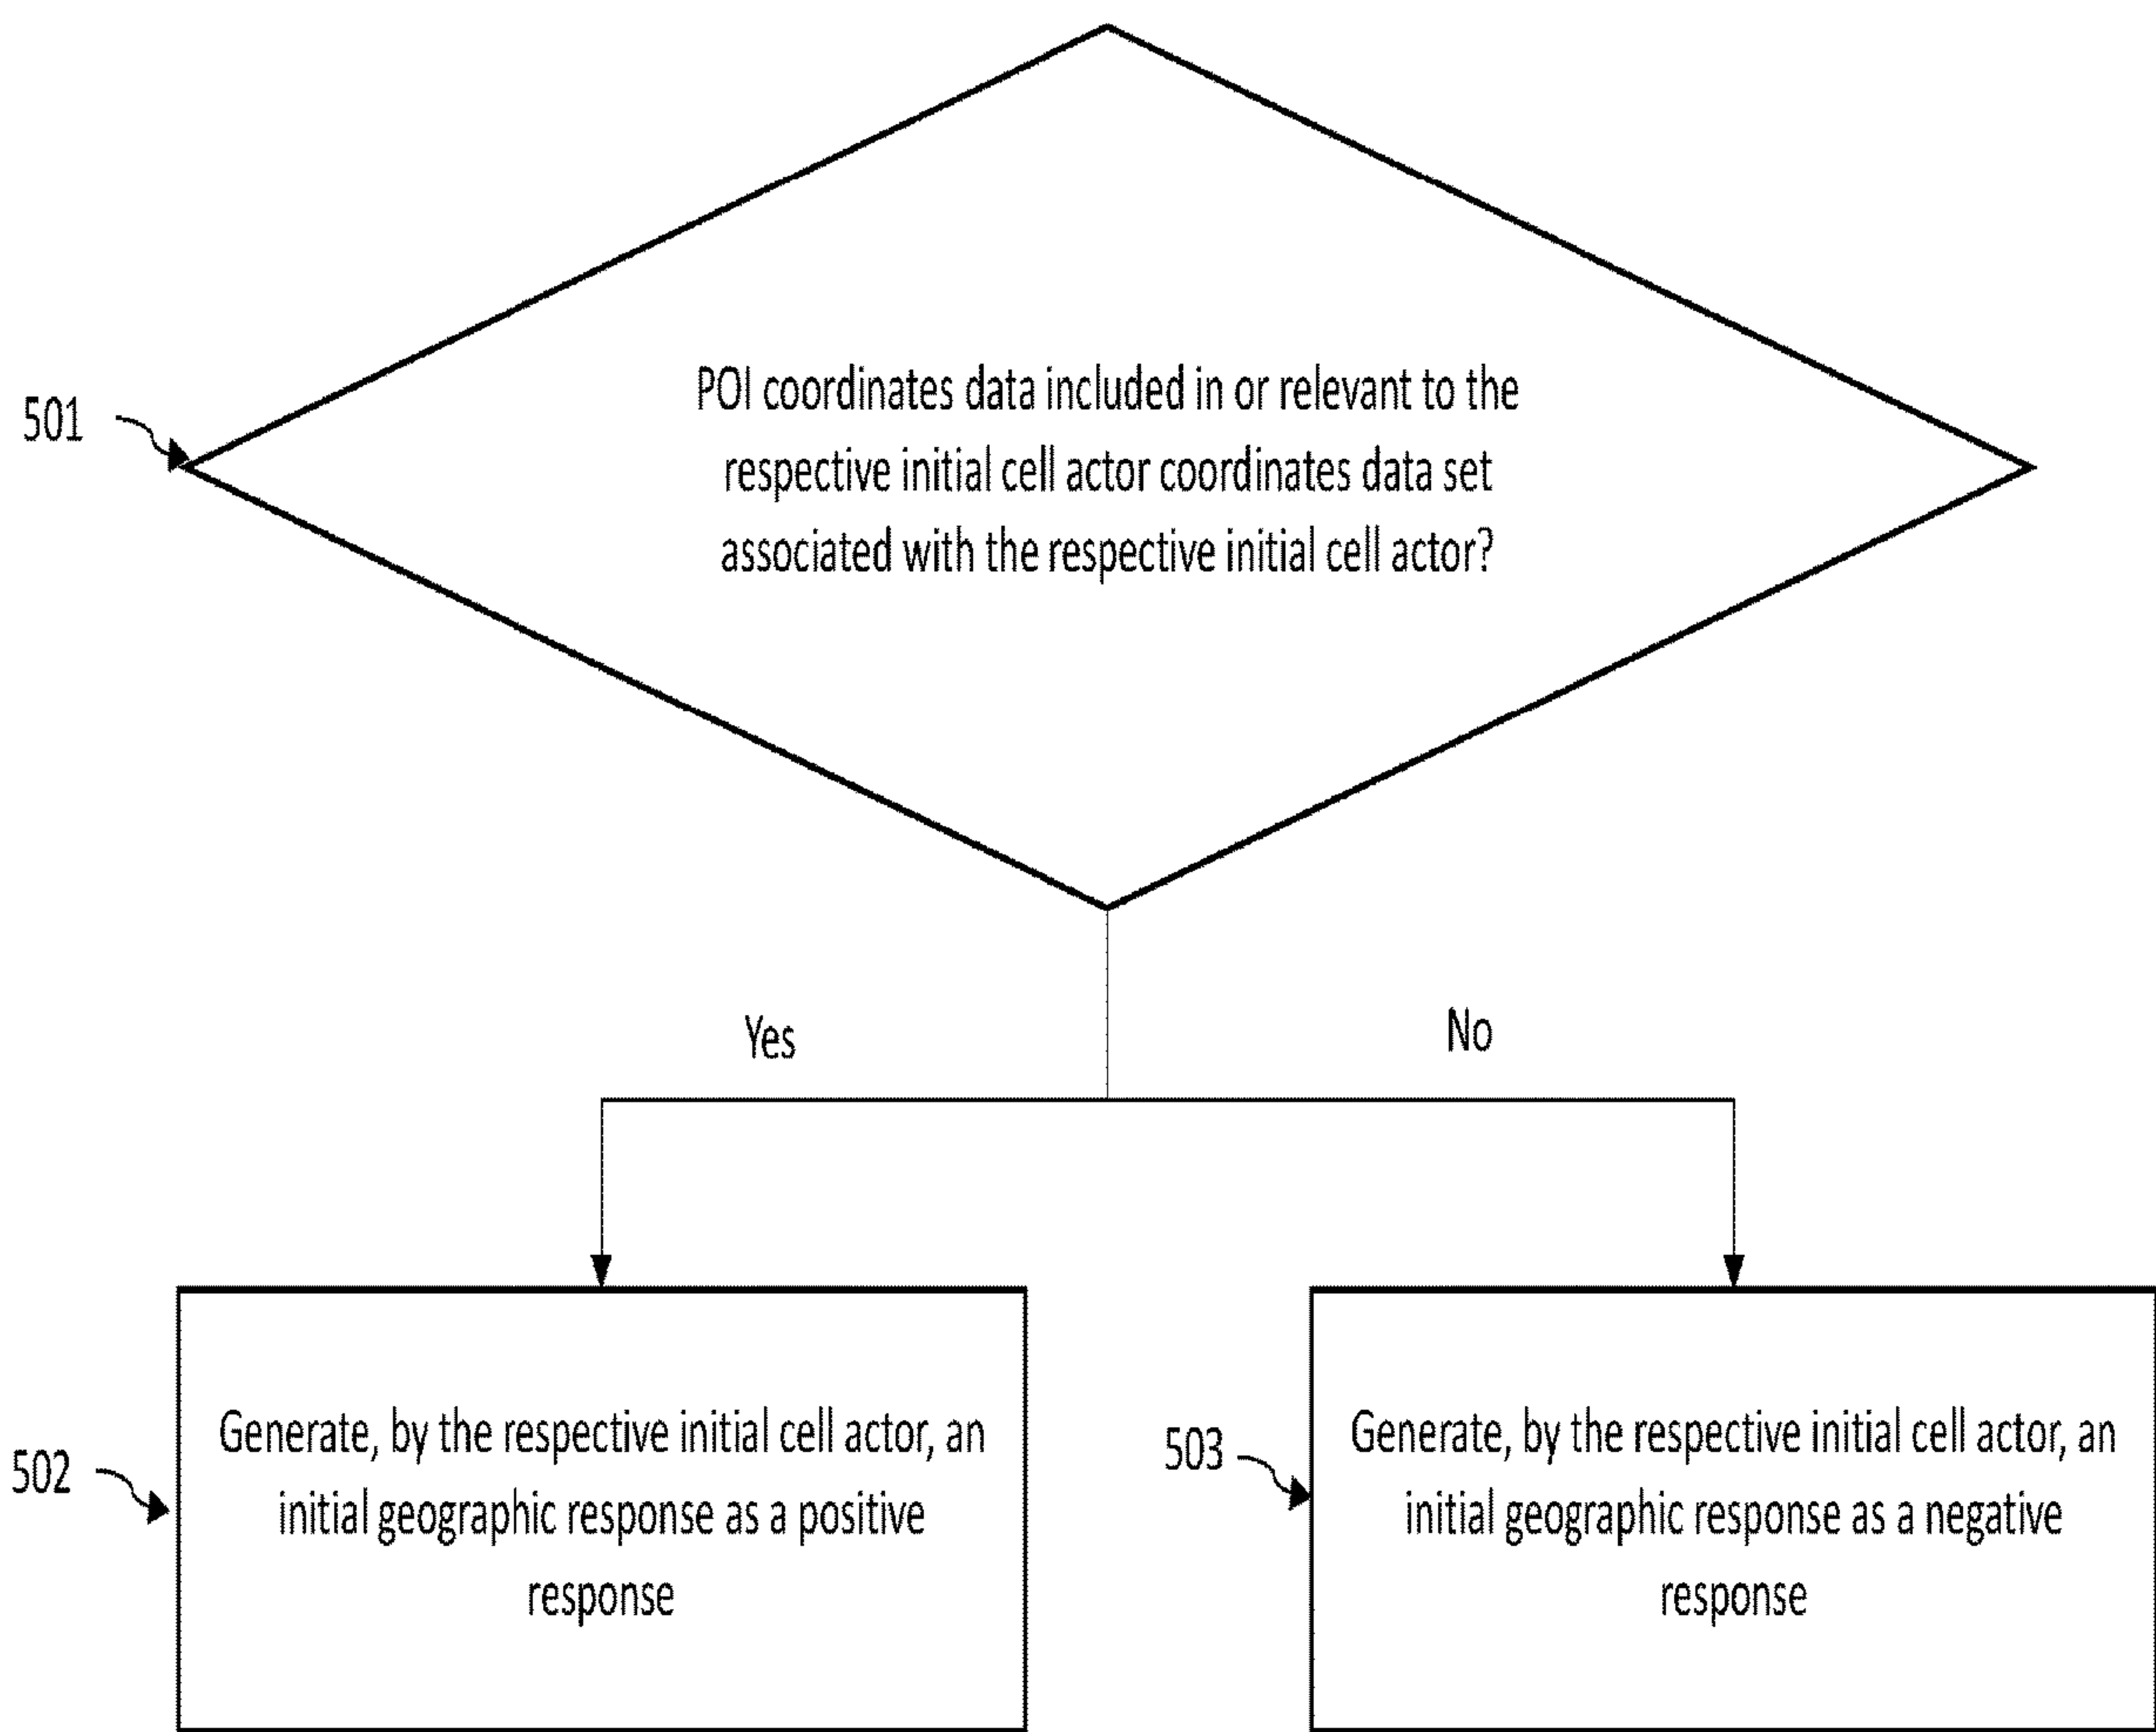 POI coordinates data included in or relevant to the
respective initial cell actor coordinates data set
associated with the respective initial cell actor?
501
Yes
No
Generate, by the respective initial cell actor, an
initial geographic response as a positive
response
502
Generate, by the respective initial cell actor, an
initial geographic response as a negative
response
503